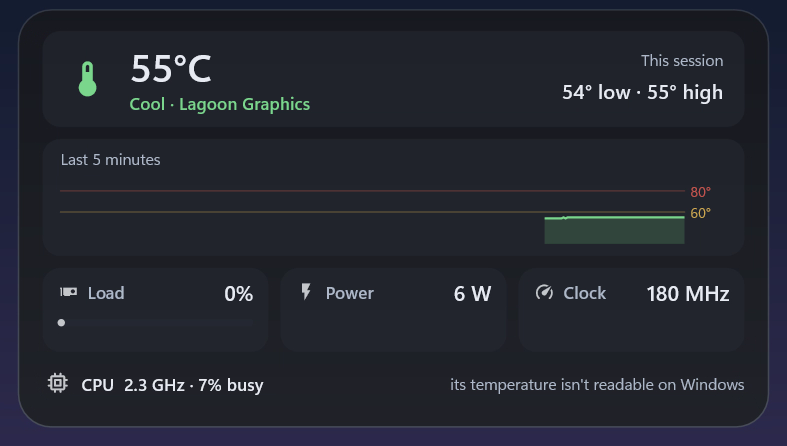 55°C
Cool · Lagoon Graphics
This session
54° low · 55° high
Last 5 minutes
80°
60°
Load 0%
Power 6 W
Clock 180 MHz
CPU 2.3 GHz · 7% busy
its temperature isn't readable on Windows